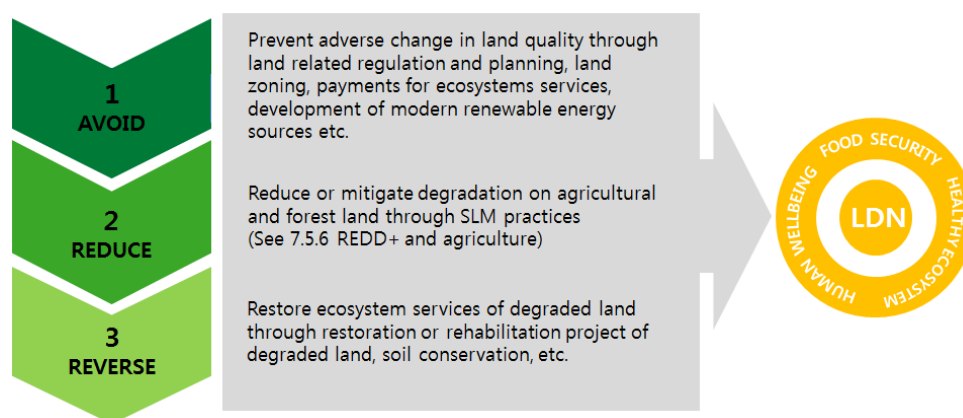 1
AVOID
Prevent adverse change in land quality through
land related regulation and planning, land
zoning, payments for ecosystems services,
development of modern renewable energy
sources etc.
2
REDUCE
Reduce or mitigate degradation on agricultural
and forest land through SLM practices
(See 7.5.6 REDD+ and agriculture)
3
REVERSE
Restore ecosystem services of degraded land
through restoration or rehabilitation project of
degraded land, soil conservation, etc.
LDN
FOOD SECURITY
HEALTHY ECOSYSTEM
HUMAN WELLBEING